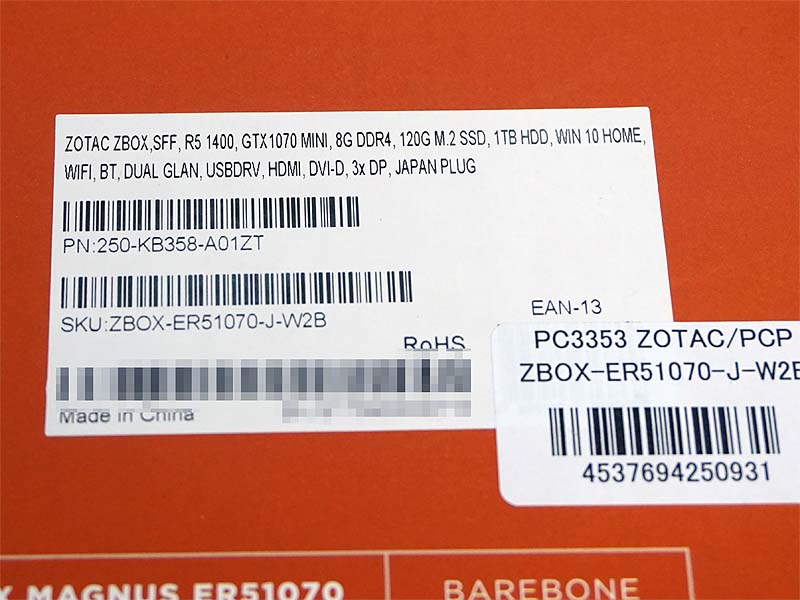 ZOTAC ZBOX,SFF, R5 1400, GTX1070 MINI, 8G DDR4, 120G M.2 SSD, 1TB HDD, WIN 10 HOME,
WIFI, BT, DUAL GLAN, USBDRV, HDMI, DVI-D, 3x DP, JAPAN PLUG
PN:250-KB358-A01ZT
SKU:ZBOX-ER51070-J-W2B
EAN-13
RoHS
Made in China
PC3353 ZOTAC/PCP
ZBOX-ER51070-J-W2B
4537694250931
X MAGNUS ER51070
BAREBONE